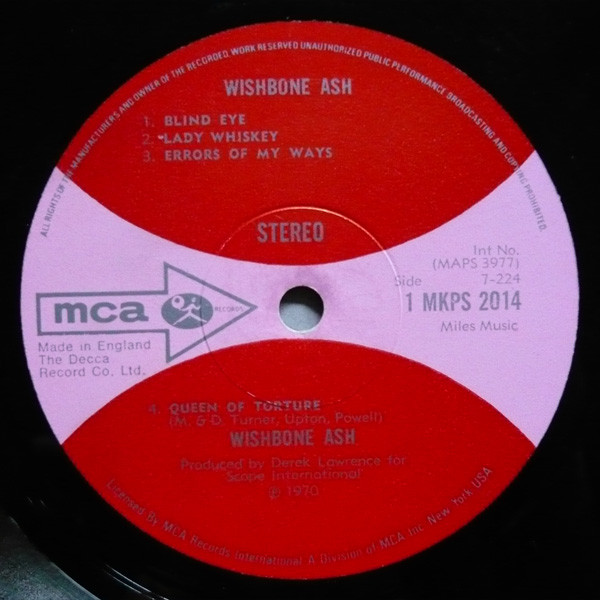 ALL RIGHTS OF THE MANUFACTURERS AND OWNER OF THE RECORDED WORK RESERVED UNAUTHORIZED PUBLIC PERFORMANCE BROADCASTING AND COPYING PROHIBITED.
WISHBONE ASH
1. BLIND EYE
2. LADY WHISKEY
3. ERRORS OF MY WAYS
STEREO
Int No.
(MAPS 3977)
Side 7-224
1 MKPS 2014
Miles Music
mca RECORDS
Made in England
The Decca
Record Co. Ltd.
4. QUEEN OF TORTURE
(M. & D. Turner, Upton, Powell)
WISHBONE ASH
Produced by Derek Lawrence for
Scope International
℗ 1970
Licensed By MCA Records International A Division of MCA Inc New York USA